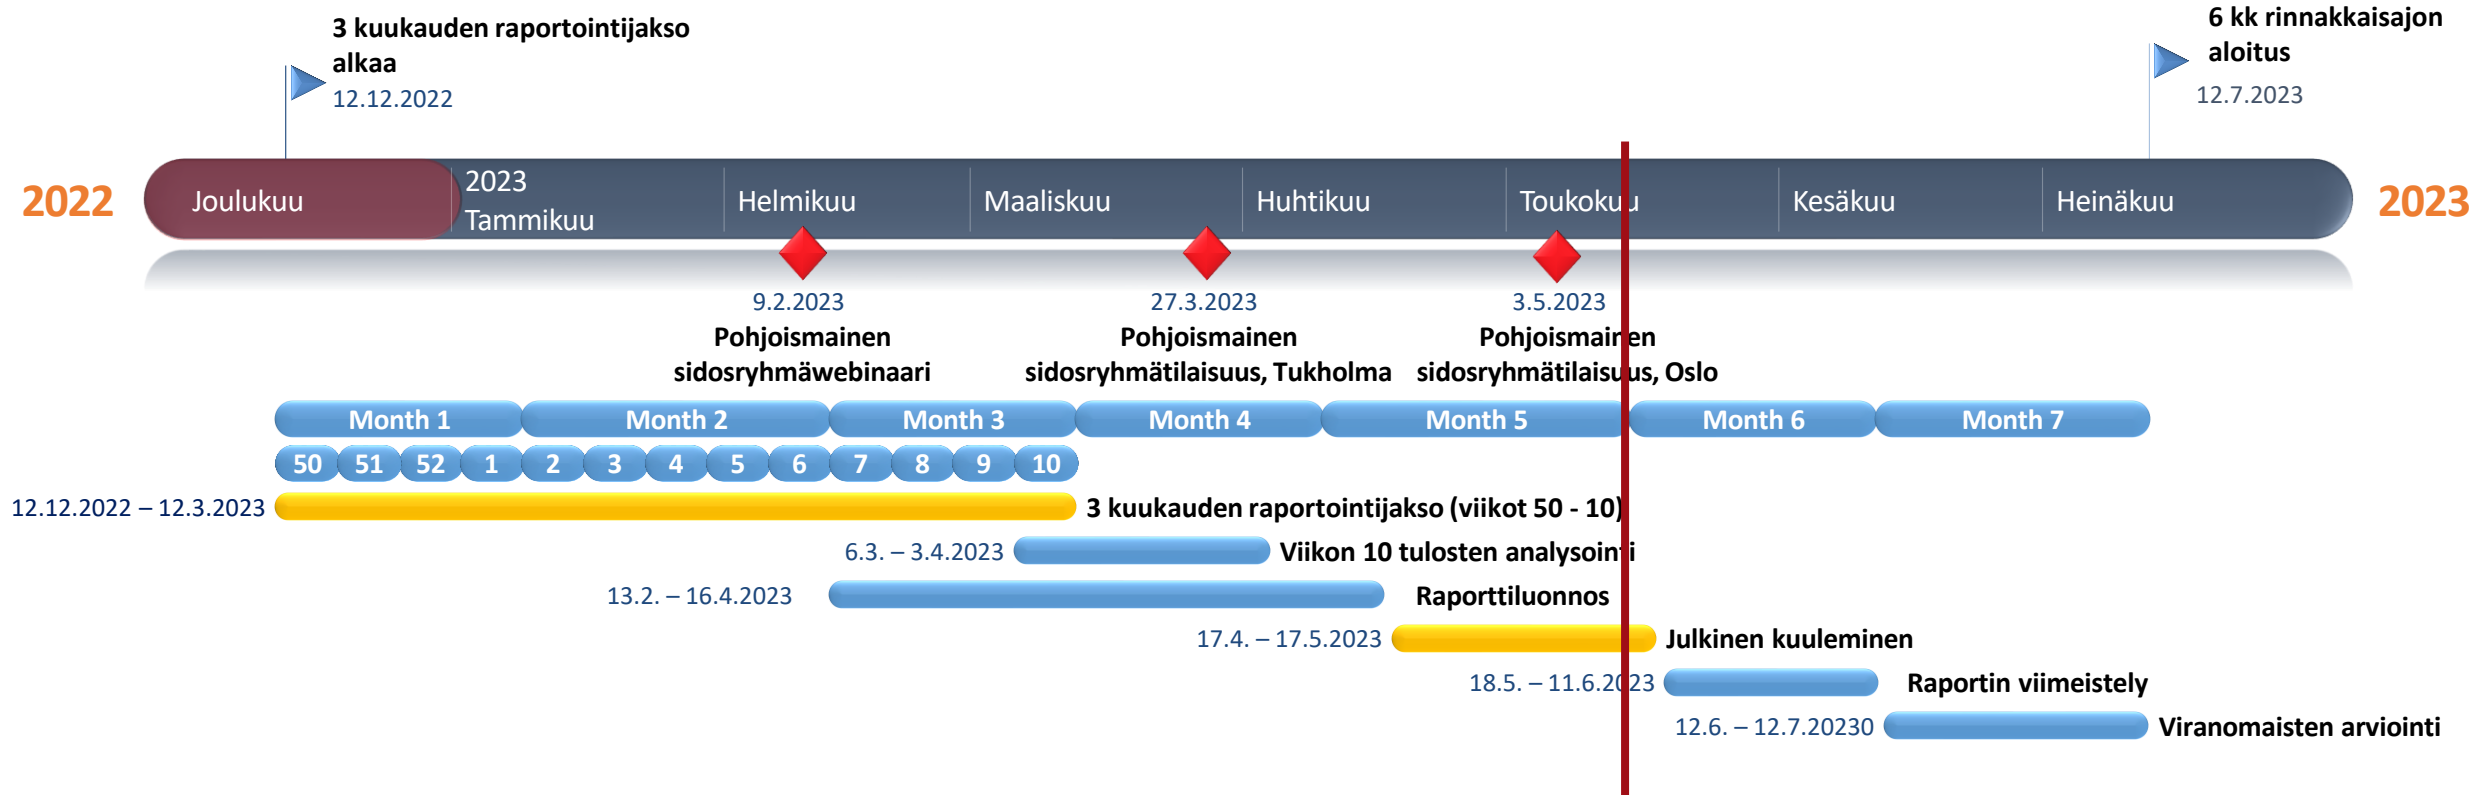 3 kuukauden raportointijakso
alkaa
12.12.2022
6 kk rinnakkaisajon
aloitus
12.7.2023
2022
Joulukuu
2023
Tammikuu
Helmikuu
Maaliskuu
Huhtikuu
Toukokuu
Kesäkuu
Heinäkuu
2023
9.2.2023
Pohjoismainen
sidosryhmäwebinaari
27.3.2023
Pohjoismainen
sidosryhmätilaisuus, Tukholma
3.5.2023
Pohjoismainen
sidosryhmätilaisuus, Oslo
Month 1
Month 2
Month 3
Month 4
Month 5
Month 6
Month 7
50
51
52
1
2
3
4
5
6
7
8
9
10
12.12.2022 – 12.3.2023
3 kuukauden raportointijakso (viikot 50 - 10)
6.3. – 3.4.2023
Viikon 10 tulosten analysointi
13.2. – 16.4.2023
Raporttiluonnos
17.4. – 17.5.2023
Julkinen kuuleminen
18.5. – 11.6.2023
Raportin viimeistely
12.6. – 12.7.20230
Viranomaisten arviointi